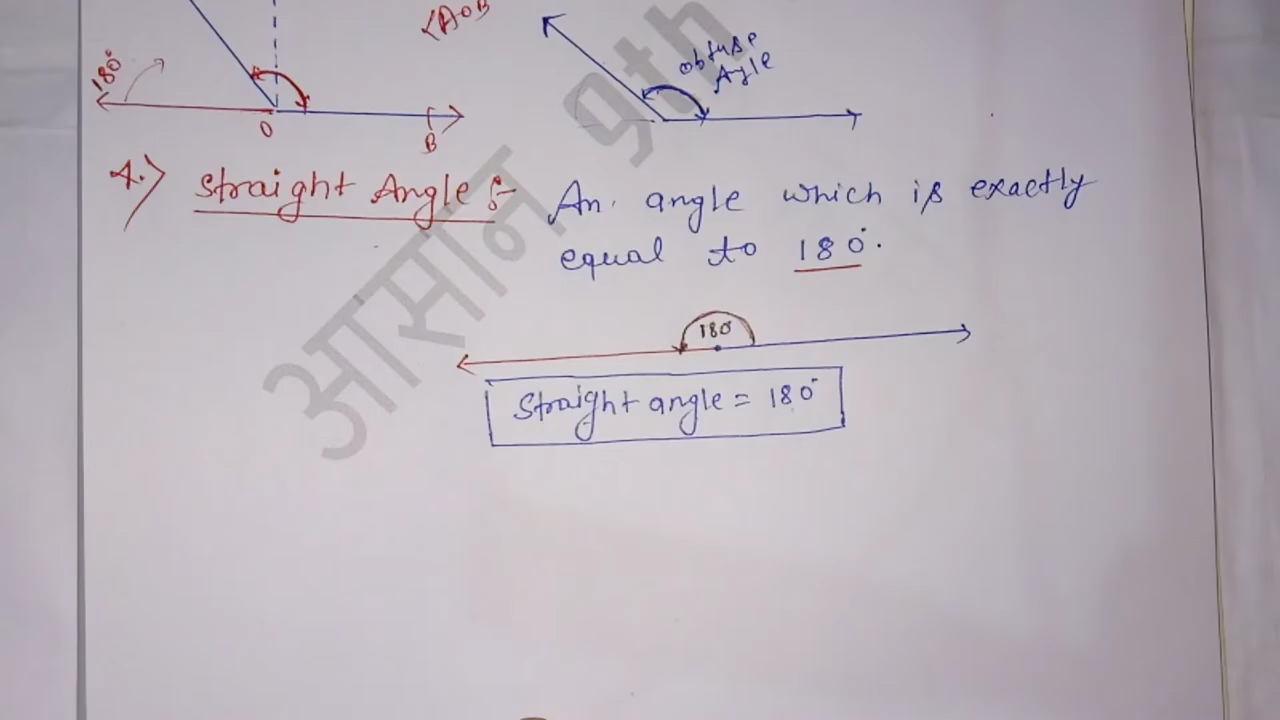 <AOB
180°
obtuse
Angle
O
B
4.) Straight Angle :- An angle which is exactly
equal to 180°.
180
Straight angle = 180°
आसान 9th